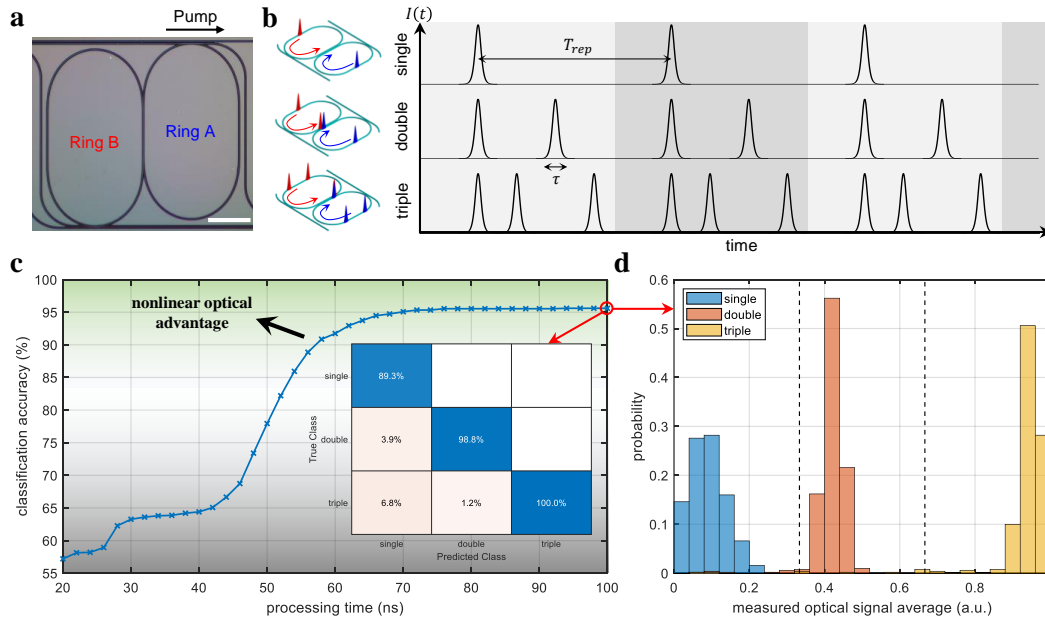 a
Pump
Ring B
Ring A
b
I(t)
single
double
triple
T_rep
τ
time
c
100
95
90
85
80
75
70
65
60
55
classification accuracy (%)
nonlinear optical
advantage
single
double
triple
True Class
89.3%
3.9%
98.8%
6.8%
1.2%
100.0%
single
double
triple
Predicted Class
20
30
40
50
60
70
80
90
100
processing time (ns)
d
0.6
0.5
0.4
0.3
0.2
0.1
0
probability
single
double
triple
0
0.2
0.4
0.6
0.8
measured optical signal average (a.u.)